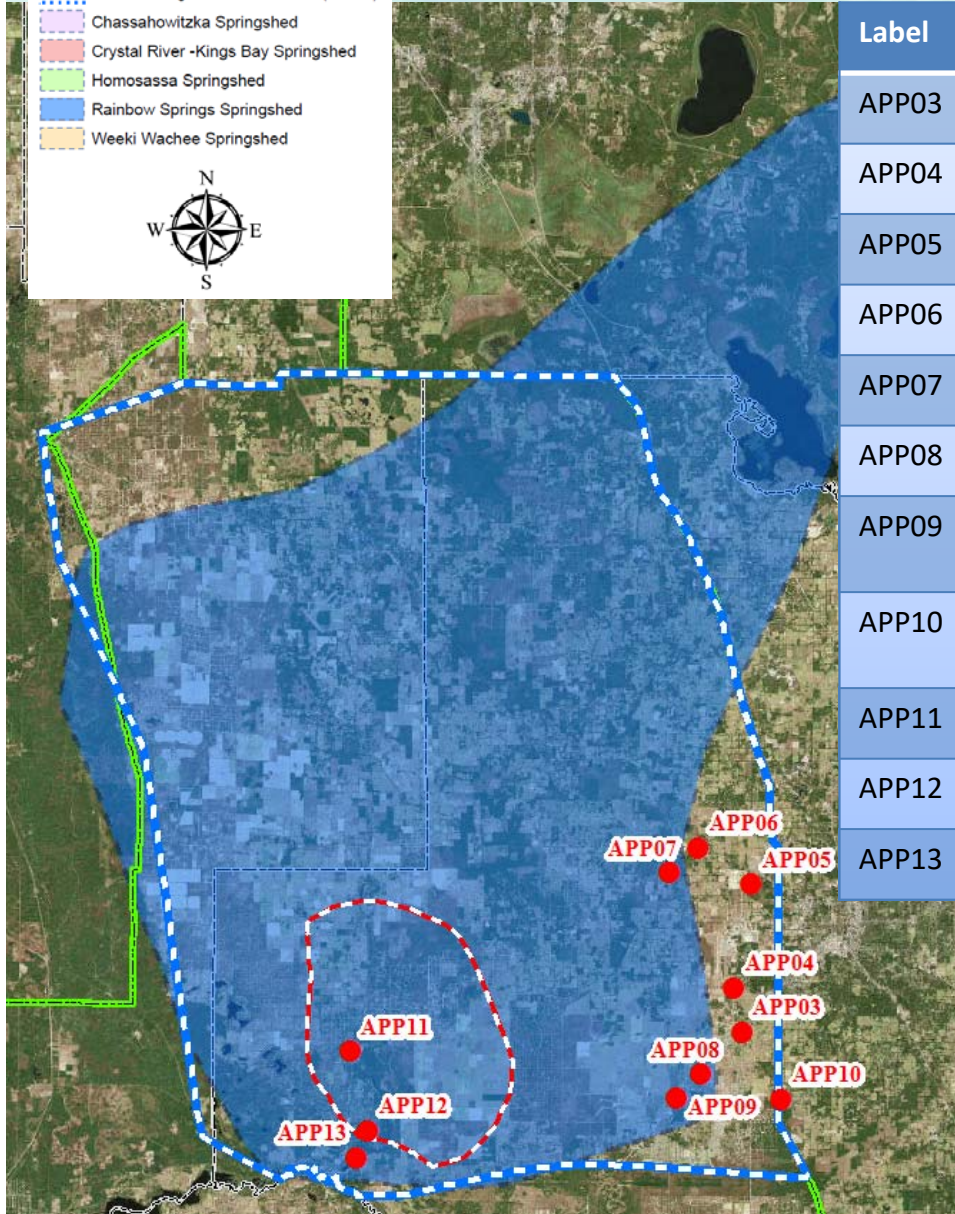 Chassahowitzka Springshed
Crystal River -Kings Bay Springshed
Homosassa Springshed
Rainbow Springs Springshed
Weeki Wachee Springshed
N
W E
S
Label
APP03
APP04
APP05
APP06
APP07
APP08
APP09
APP10
APP11
APP12
APP13
APP06
APP07
APP05
APP04
APP03
APP08
APP10
APP09
APP11
APP12
APP13